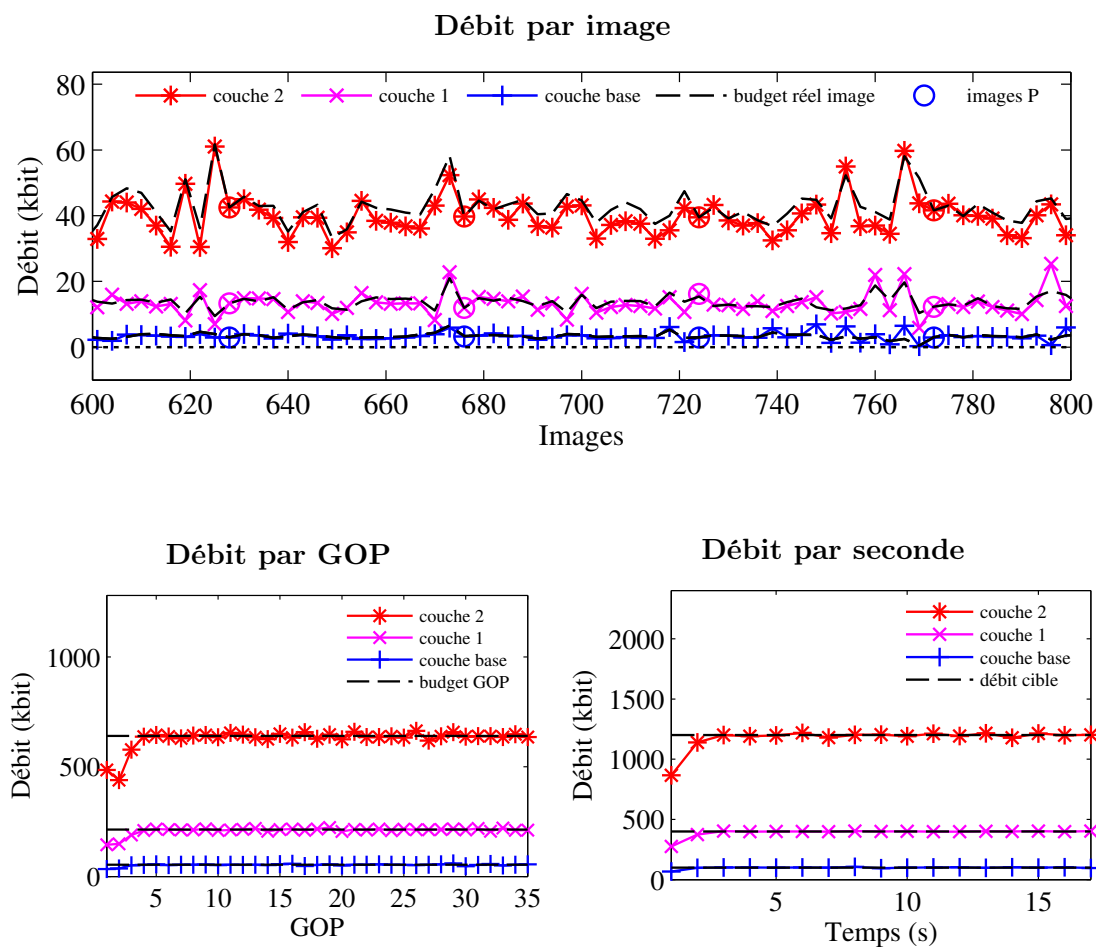 Débit par image
80
60
40
20
0
Débit (kbit)
couche 2
couche 1
couche base
budget réel image
images P
600 620 640 660 680 700 720 740 760 780 800
Images
Débit par GOP
1000
500
0
Débit (kbit)
couche 2
couche 1
couche base
budget GOP
5 10 15 20 25 30 35
GOP
Débit par seconde
2000
1500
1000
500
0
Débit (kbit)
couche 2
couche 1
couche base
débit cible
5 10 15
Temps (s)